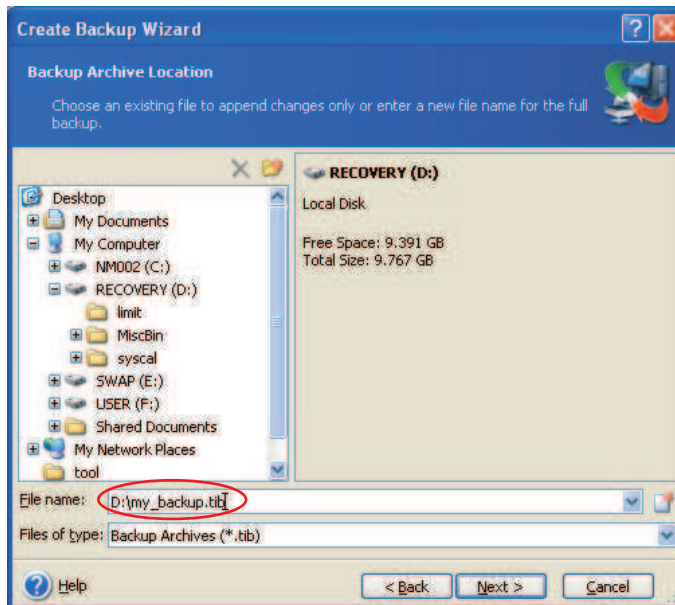 Create Backup Wizard
Backup Archive Location
Choose an existing file to append changes only or enter a new file name for the full
backup.
Desktop
My Documents
My Computer
NM002 (C:)
RECOVERY (D:)
limit
MiscBin
syscal
SWAP (E:)
USER (F:)
Shared Documents
My Network Places
tool
RECOVERY (D:)
Local Disk
Free Space: 9.391 GB
Total Size: 9.767 GB
File name: D:\my_backup.tib
Files of type: Backup Archives (*.tib)
Help
< Back
Next >
Cancel